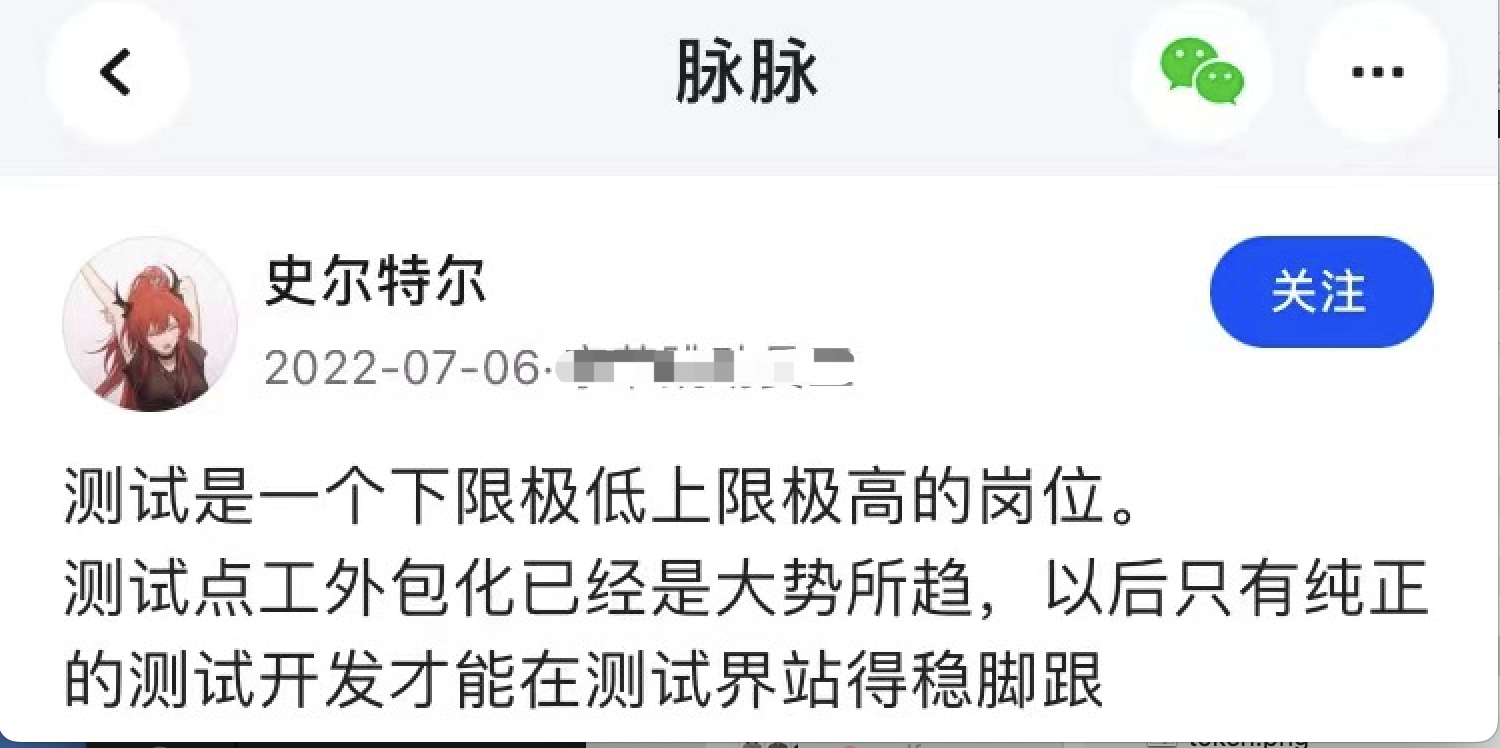 脉脉
史尔特尔
关注
2022-07-06·
测试是一个下限极低上限极高的岗位。
测试点工外包化已经是大势所趋，以后只有纯正
的测试开发才能在测试界站得稳脚跟
token.png